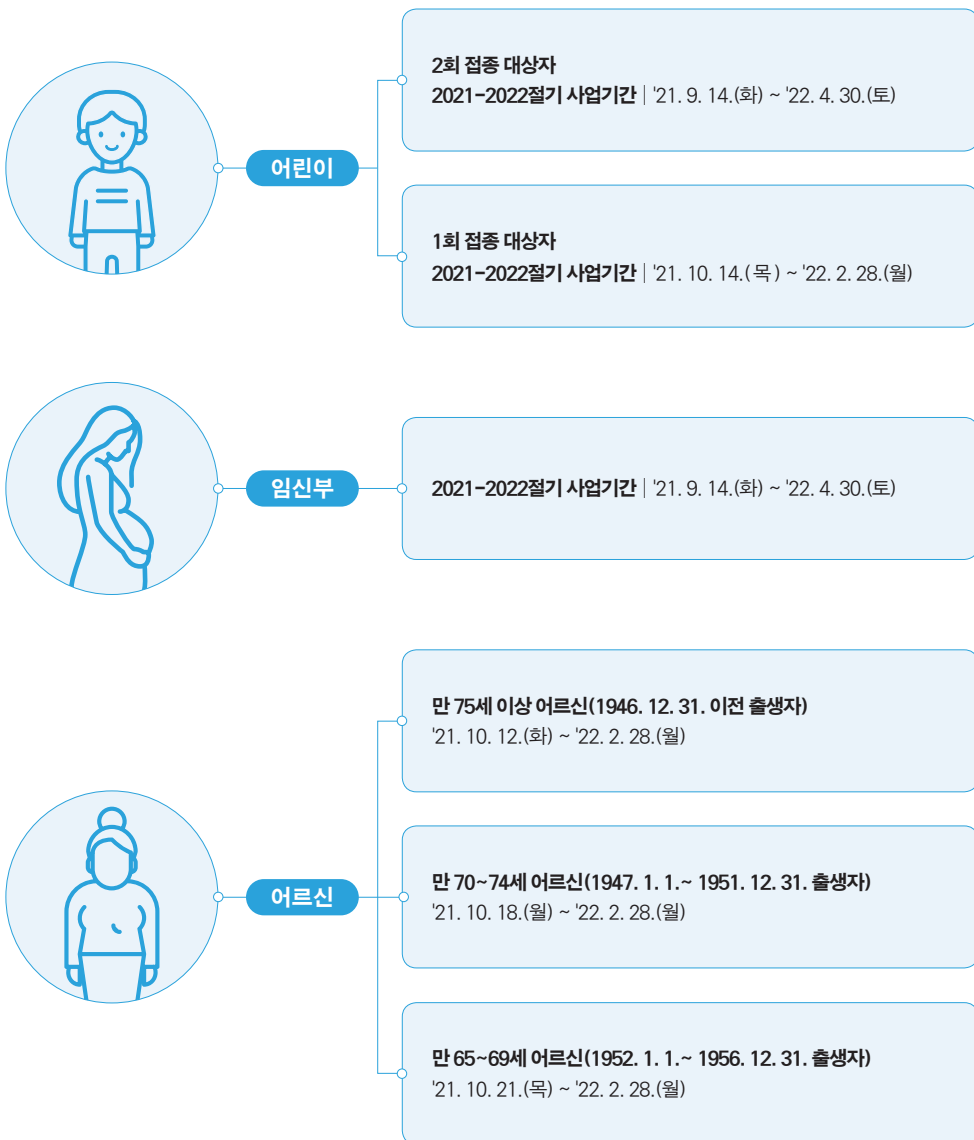 어린이
2회 접종 대상자
2021-2022절기 사업기간 | '21. 9. 14.(화) ~ '22. 4. 30.(토)
1회 접종 대상자
2021-2022절기 사업기간 | '21. 10. 14.(목) ~ '22. 2. 28.(월)
임신부
2021-2022절기 사업기간 | '21. 9. 14.(화) ~ '22. 4. 30.(토)
어르신
만 75세 이상 어르신(1946. 12. 31. 이전 출생자)
'21. 10. 12.(화) ~ '22. 2. 28.(월)
만 70~74세 어르신(1947. 1. 1.~ 1951. 12. 31. 출생자)
'21. 10. 18.(월) ~ '22. 2. 28.(월)
만 65~69세 어르신(1952. 1. 1.~ 1956. 12. 31. 출생자)
'21. 10. 21.(목) ~ '22. 2. 28.(월)